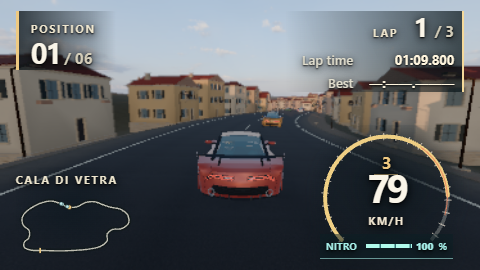 POSITION
01 / 06
LAP 1 / 3
Lap time 01:09.800
Best --:--.---
CALA DI VETRA
3
79
KM/H
NITRO 100 %